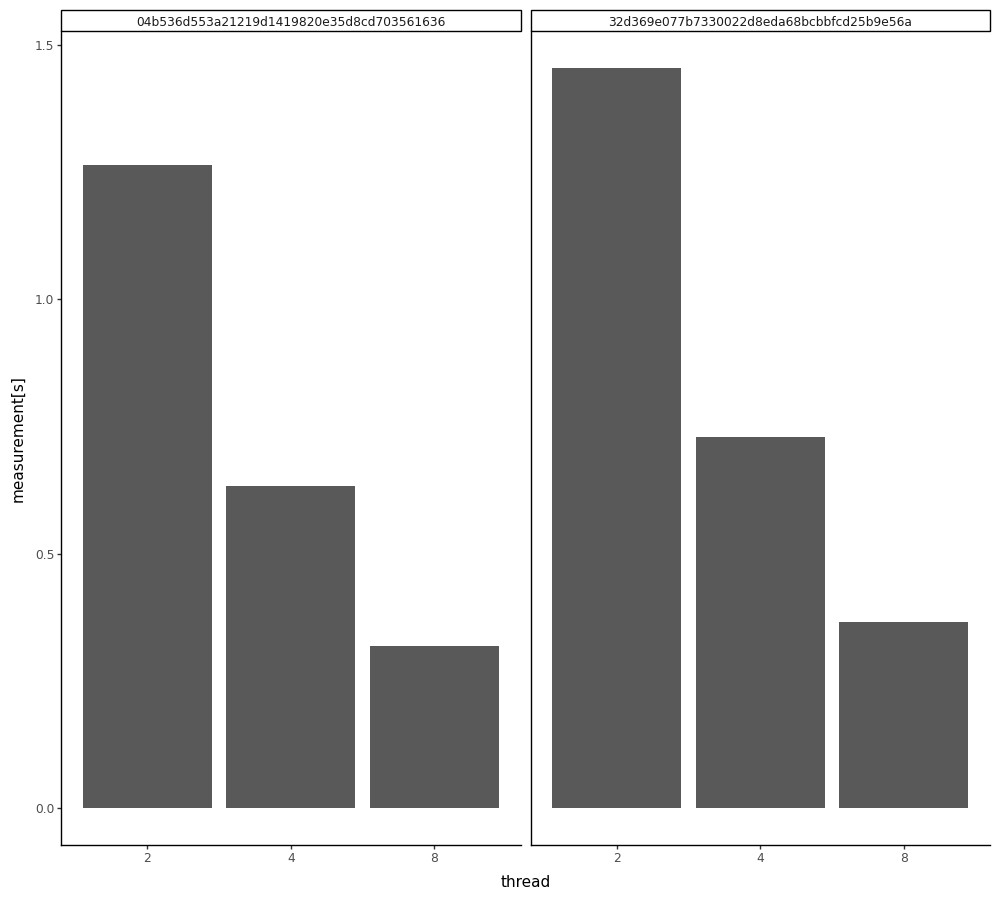 04b536d553a21219d1419820e35d8cd703561636
32d369e077b7330022d8eda68bcbbfcd25b9e56a
1.5
1.0
0.5
0.0
measurement[s]
2 4 8 2 4 8
thread